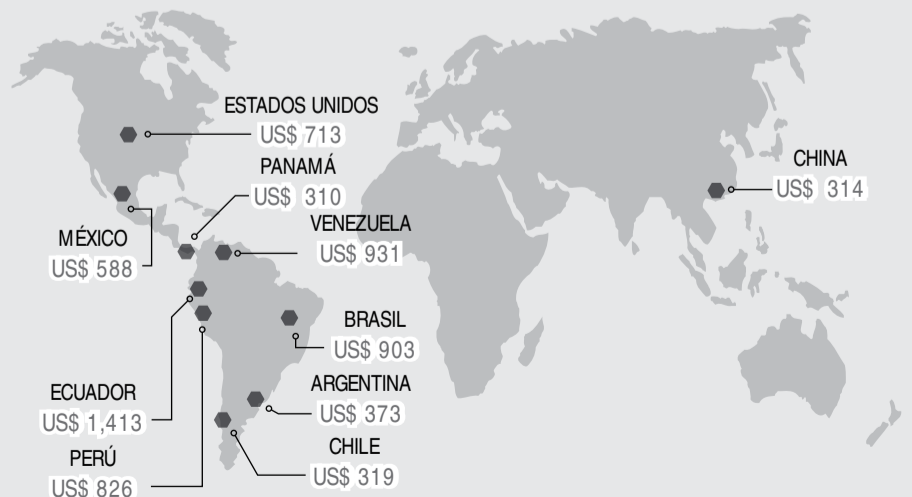 ESTADOS UNIDOS
US$ 713
PANAMÁ
US$ 310
CHINA
US$ 314
VENEZUELA
US$ 931
MÉXICO
US$ 588
BRASIL
US$ 903
ECUADOR
US$ 1,413
ARGENTINA
US$ 373
PERÚ
US$ 826
CHILE
US$ 319